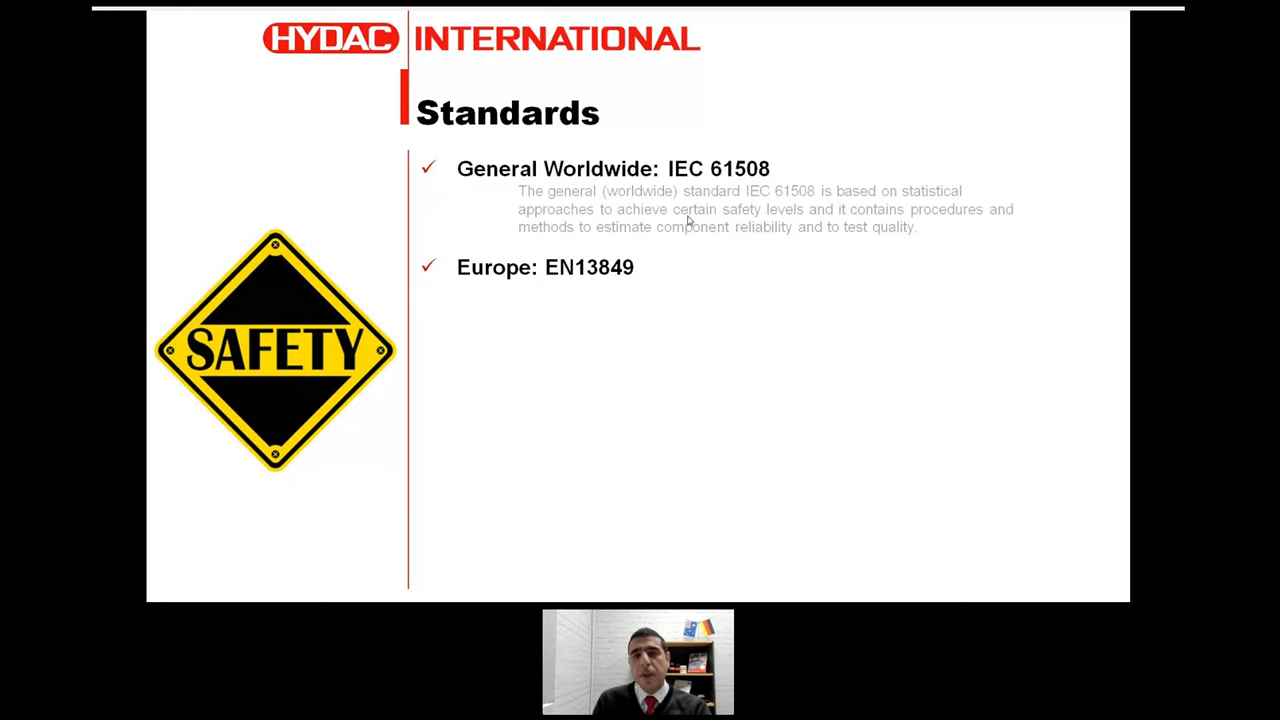 HYDAC INTERNATIONAL
Standards
✓ General Worldwide: IEC 61508
The general (worldwide) standard IEC 61508 is based on statistical
approaches to achieve certain safety levels and it contains procedures and
methods to estimate component reliability and to test quality.
✓ Europe: EN13849
SAFETY